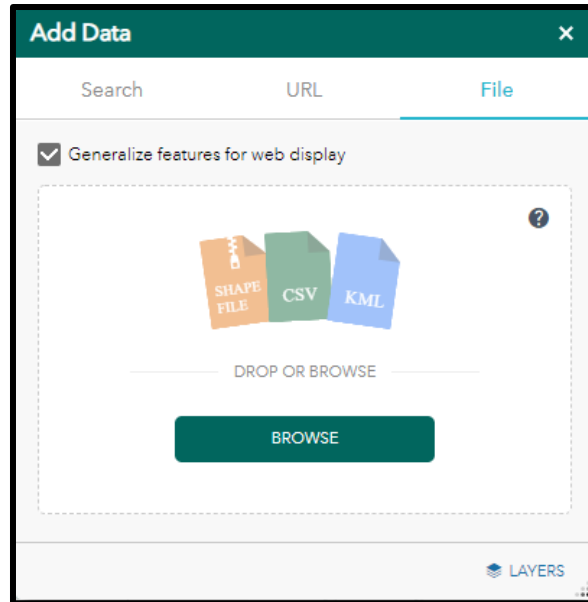 Add Data ×
Search URL File
Generalize features for web display
?
SHAPE
FILE
CSV
KML
DROP OR BROWSE
BROWSE
LAYERS